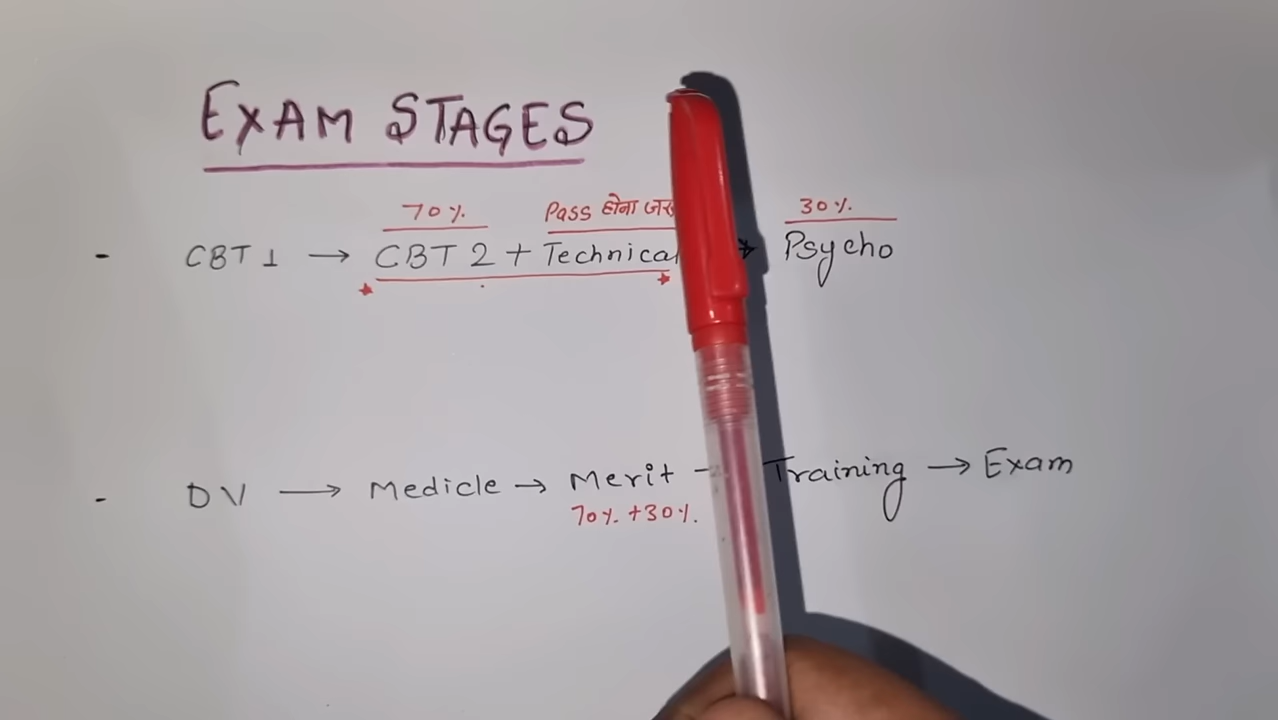 EXAM STAGES
70% Pass होना 30%
- CBT 1 → CBT 2 + Technical Psycho
- DV → Medicle → Merit - Training → Exam
70% + 30%